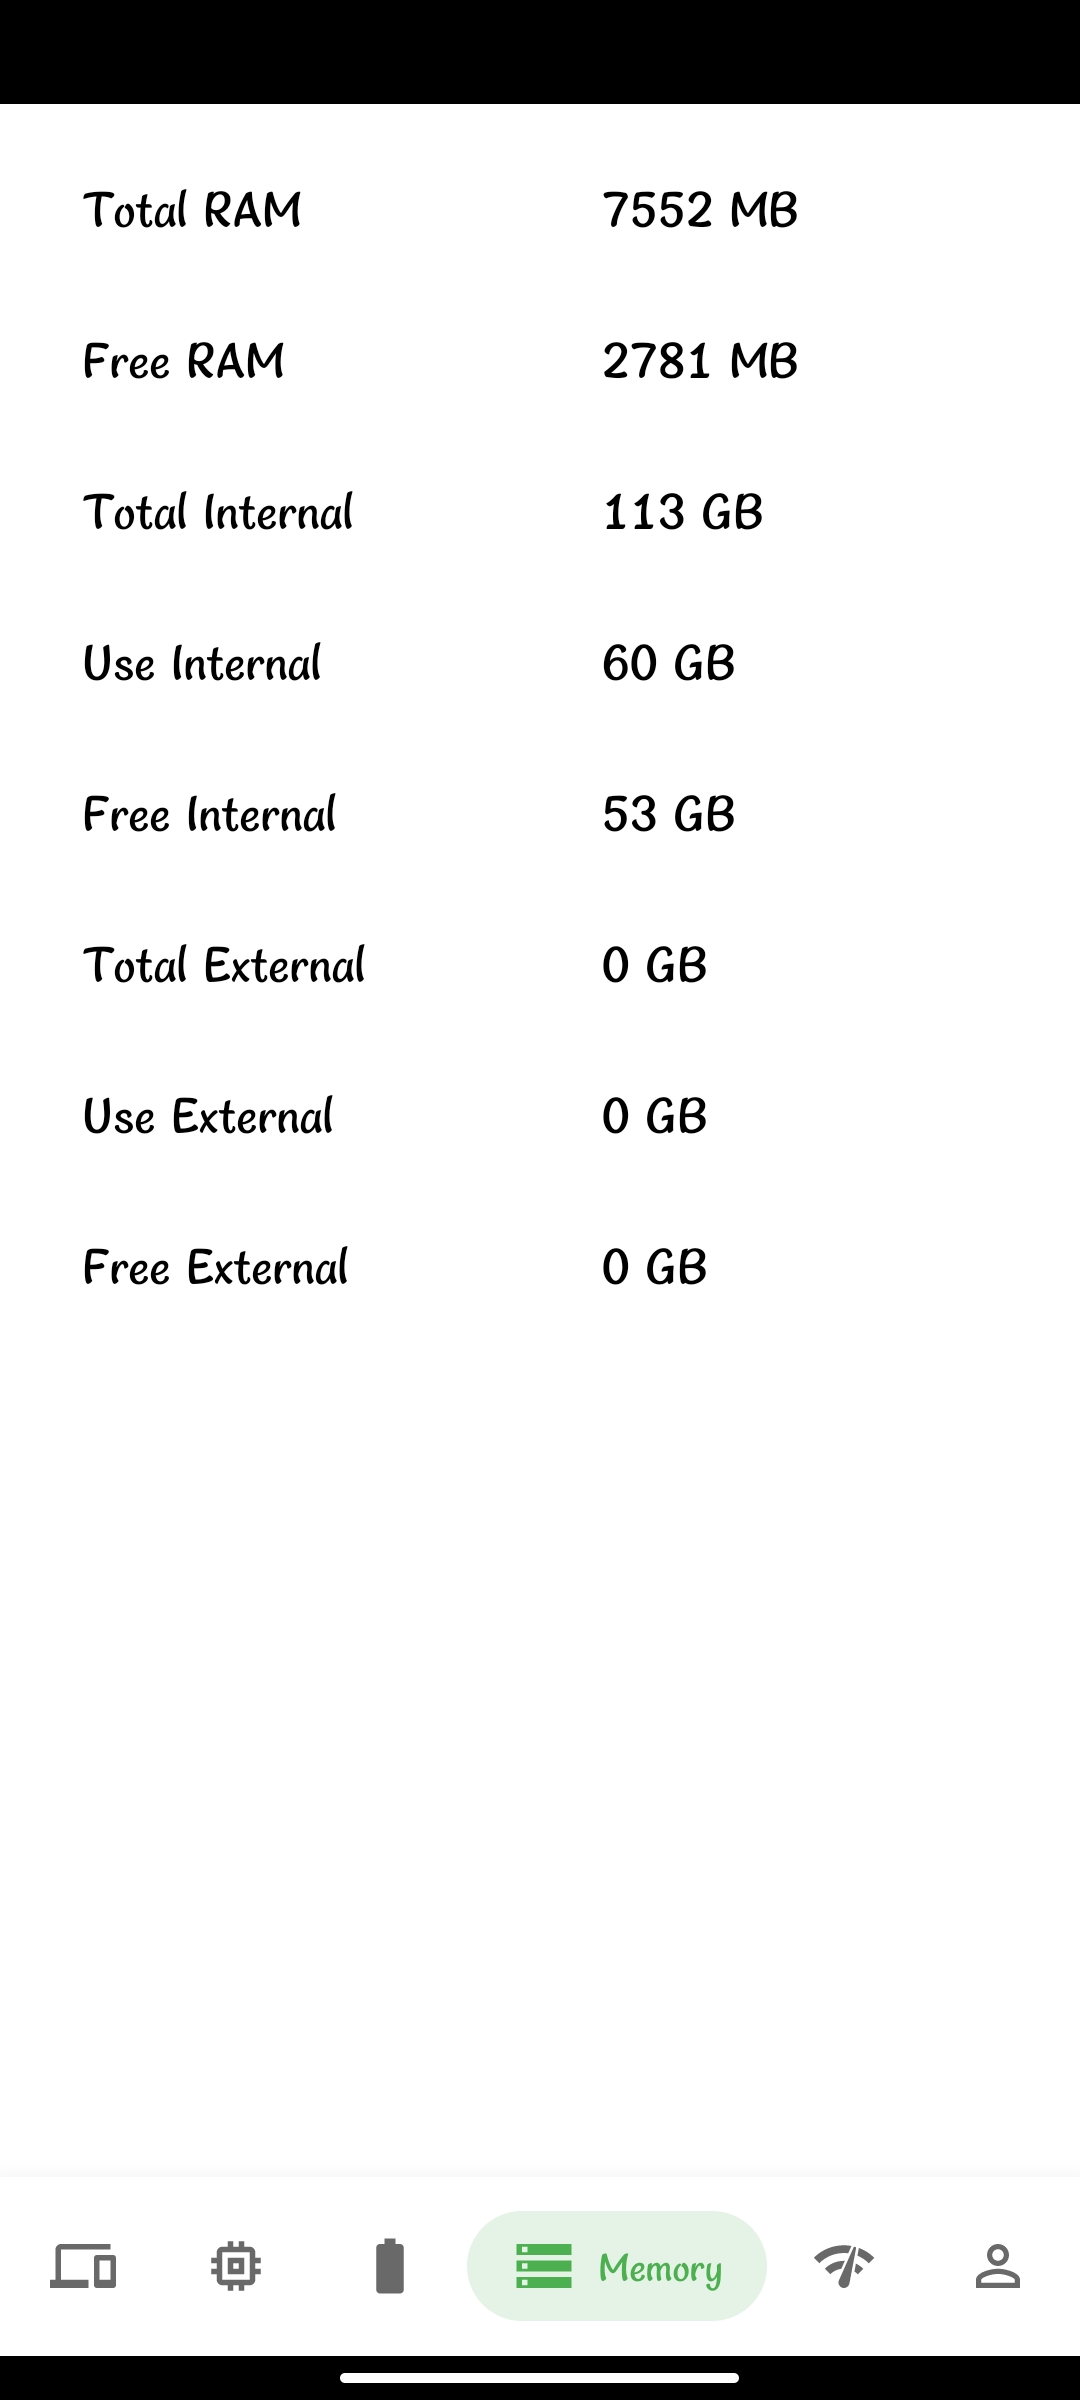 Total RAM 7552 MB
Free RAM 2781 MB
Total Internal 113 GB
Use Internal 60 GB
Free Internal 53 GB
Total External 0 GB
Use External 0 GB
Free External 0 GB
Memory